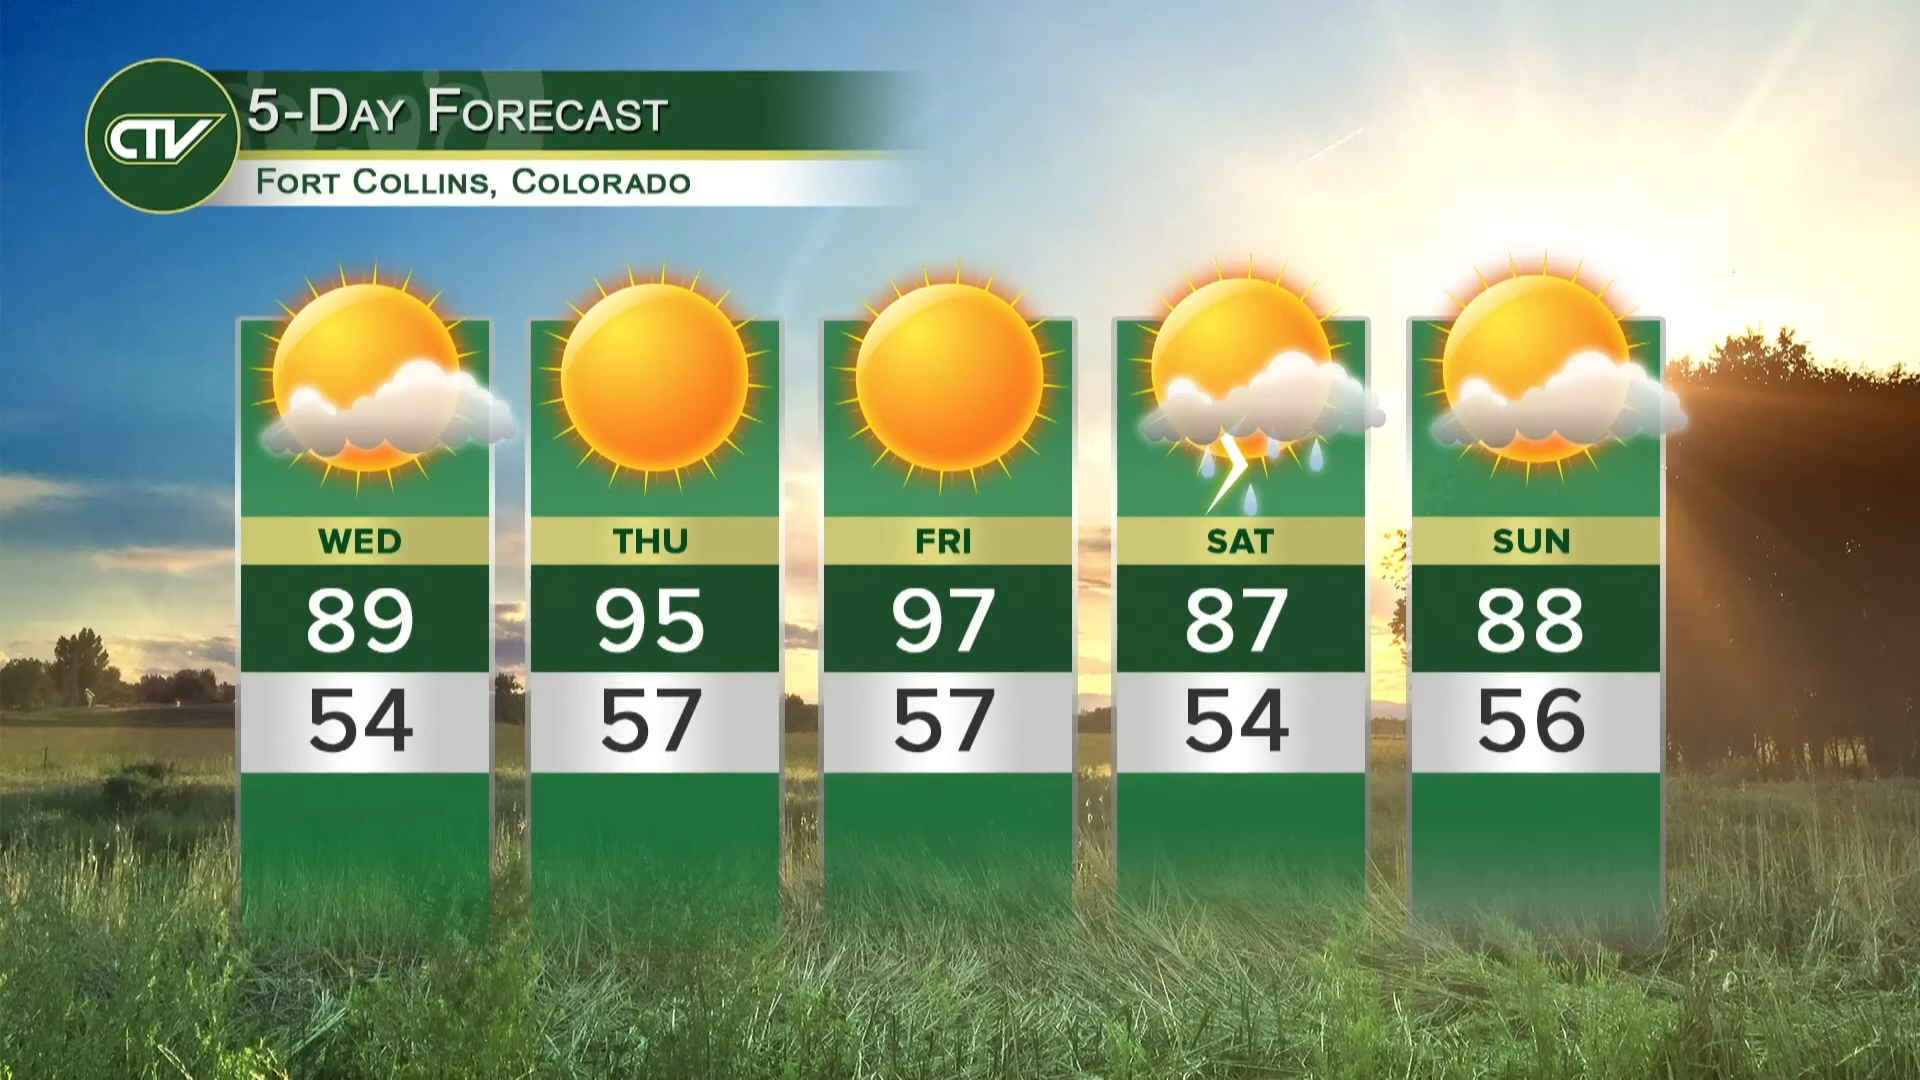 CTV
5-DAY FORECAST
FORT COLLINS, COLORADO
WED THU FRI SAT SUN
89 95 97 87 88
54 57 57 54 56